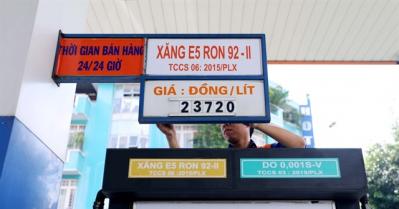 THỜI GIAN BÁN HÀNG
24/24 GIỜ
XĂNG E5 RON 92-II
TCCS 06: 2015/PLX
GIÁ : ĐỒNG/LÍT
23720
XĂNG E5 RON 92-II
TCCS 06: 2015/PLX
DO 0,001S-V
TCCS 03: 2015/PLX